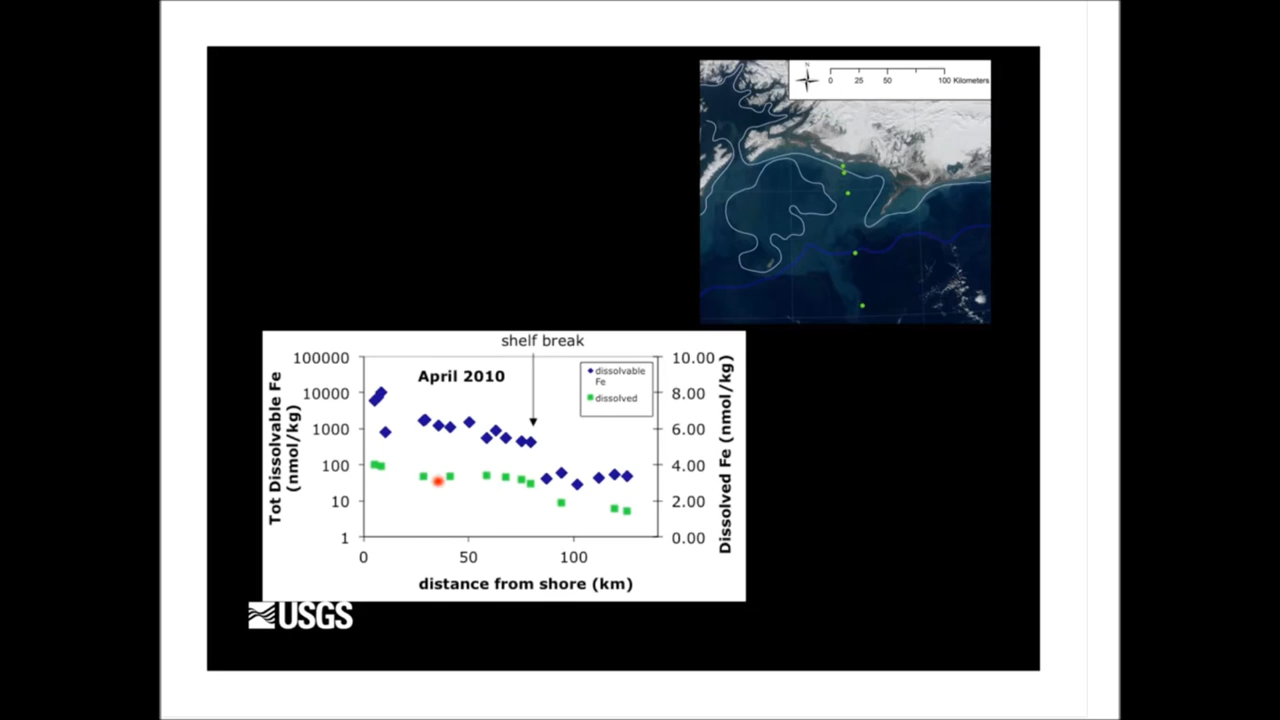 N
0 25 50 100 Kilometers
shelf break
100000
10000
1000
100
10
1
Tot Dissolvable Fe
(nmol/kg)
April 2010
dissolvable
Fe
dissolved
10.00
8.00
6.00
4.00
2.00
0.00
Dissolved Fe (nmol/kg)
0 50 100
distance from shore (km)
USGS